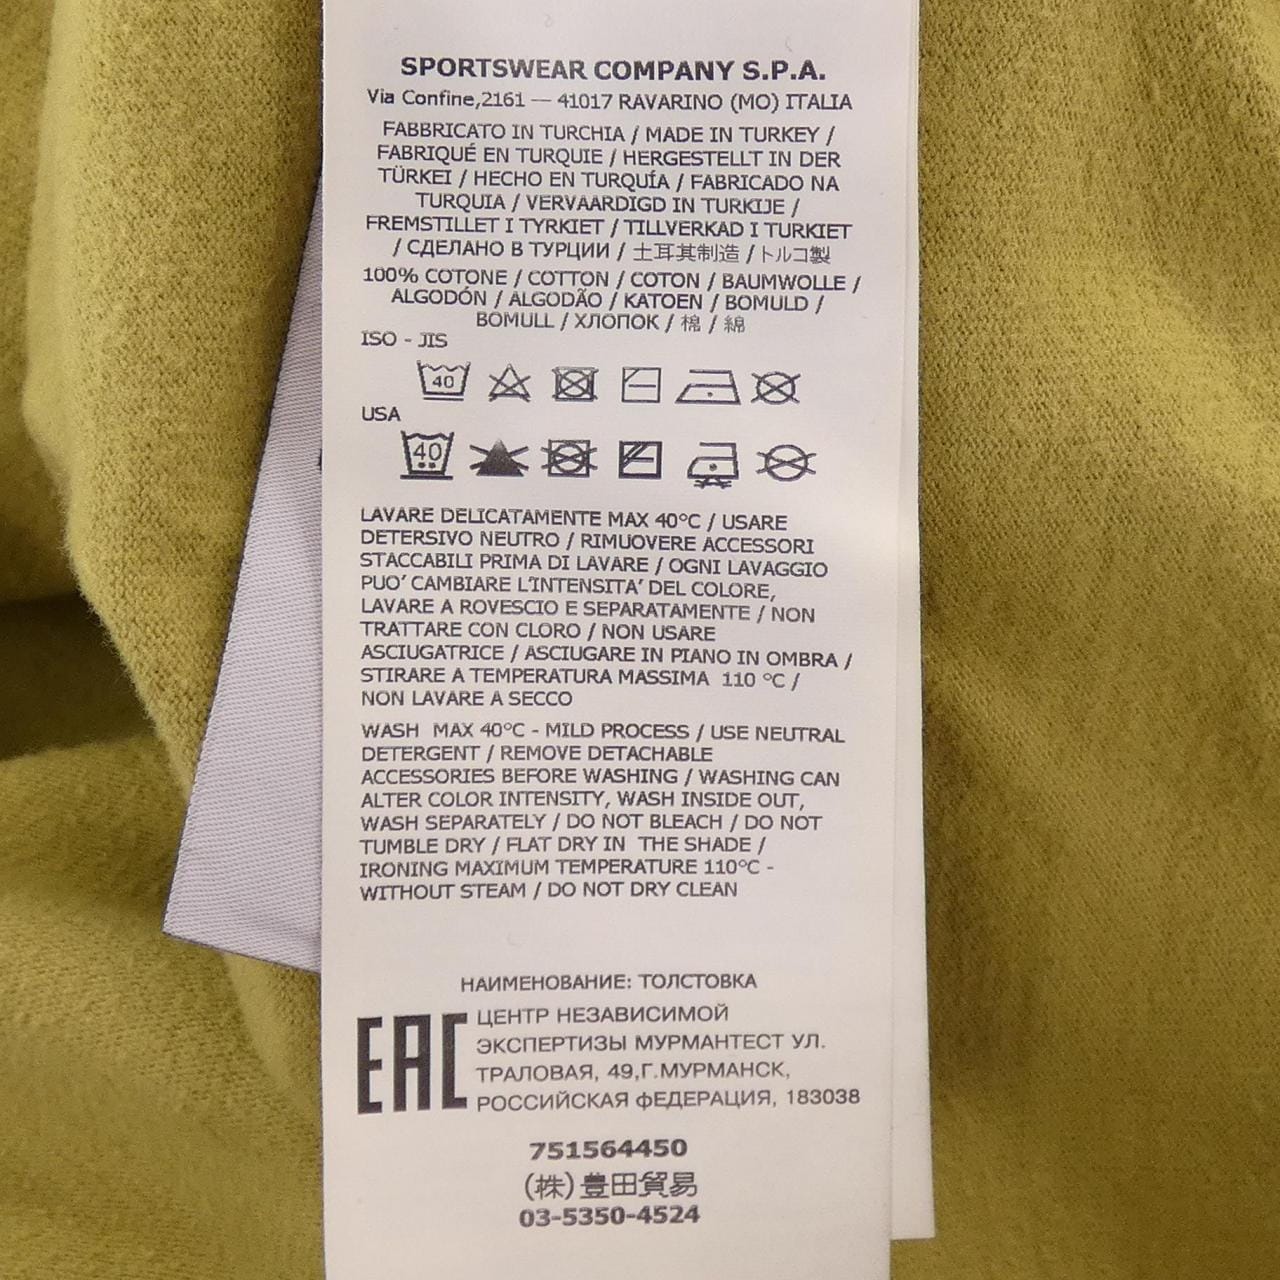 SPORTSWEAR COMPANY S.P.A.
Via Confine,2161 — 41017 RAVARINO (MO) ITALIA
FABBRICATO IN TURCHIA / MADE IN TURKEY /
FABRIQUÉ EN TURQUIE / HERGESTELLT IN DER
TÜRKEI / HECHO EN TURQUÍA / FABRICADO NA
TURQUIA / VERVAARDIGD IN TURKIJE /
FREMSTILLET I TYRKIET / TILLVERKAD I TURKIET
/ СДЕЛАНО В ТУРЦИИ / 土耳其制造 / トルコ製
100% COTONE / COTTON / COTON / BAUMWOLLE /
ALGODÓN / ALGODÃO / KATOEN / BOMULD /
BOMULL / ХЛОПОК / 棉 / 綿
ISO - JIS
40
USA
40
LAVARE DELICATAMENTE MAX 40°C / USARE
DETERSIVO NEUTRO / RIMUOVERE ACCESSORI
STACCABILI PRIMA DI LAVARE / OGNI LAVAGGIO
PUO’ CAMBIARE L’INTENSITA’ DEL COLORE,
LAVARE A ROVESCIO E SEPARATAMENTE / NON
TRATTARE CON CLORO / NON USARE
ASCIUGATRICE / ASCIUGARE IN PIANO IN OMBRA /
STIRARE A TEMPERATURA MASSIMA 110 °C /
NON LAVARE A SECCO
WASH MAX 40°C - MILD PROCESS / USE NEUTRAL
DETERGENT / REMOVE DETACHABLE
ACCESSORIES BEFORE WASHING / WASHING CAN
ALTER COLOR INTENSITY, WASH INSIDE OUT,
WASH SEPARATELY / DO NOT BLEACH / DO NOT
TUMBLE DRY / FLAT DRY IN THE SHADE /
IRONING MAXIMUM TEMPERATURE 110°C -
WITHOUT STEAM / DO NOT DRY CLEAN
НАИМЕНОВАНИЕ: ТОЛСТОВКА
EAC
ЦЕНТР НЕЗАВИСИМОЙ
ЭКСПЕРТИЗЫ МУРМАНТЕСТ УЛ.
ТРАЛОВАЯ, 49,Г.МУРМАНСК,
РОССИЙСКАЯ ФЕДЕРАЦИЯ, 183038
751564450
(株)豊田貿易
03-5350-4524